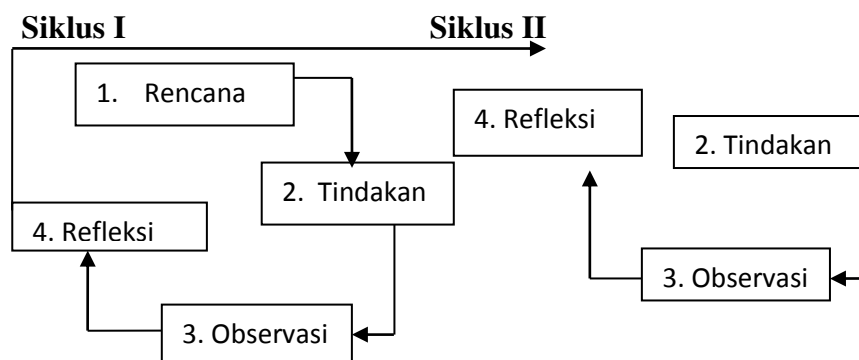 Siklus I
Siklus II
1. Rencana
2. Tindakan
3. Observasi
4. Refleksi
4. Refleksi
2. Tindakan
3. Observasi